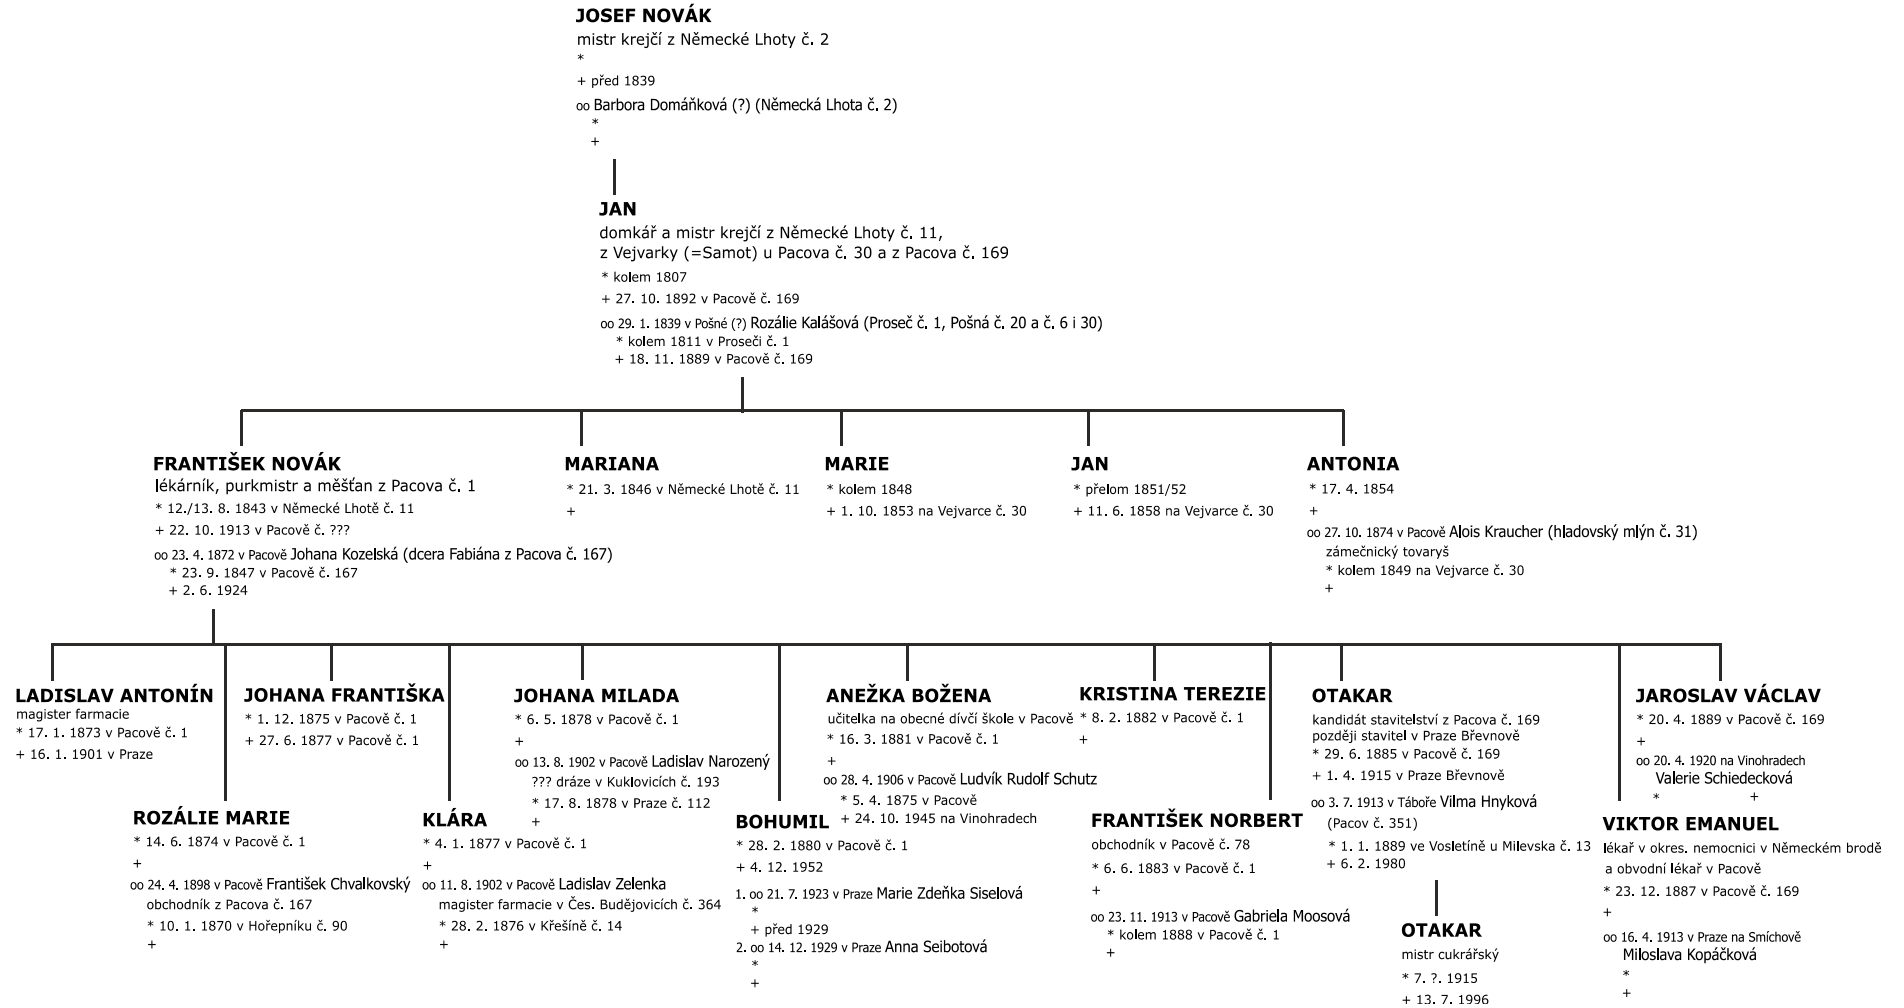 JOSEF NOVÁK
mistr krejčí z Německé Lhoty č. 2
*
+ před 1839
oo Barbora Domáňková (?) (Německá Lhota č. 2)
*
+
JAN
domkář a mistr krejčí z Německé Lhoty č. 11,
z Vejvarky (=Samot) u Pacova č. 30 a z Pacova č. 169
* kolem 1807
+ 27. 10. 1892 v Pacově č. 169
oo 29. 1. 1839 v Pošné (?) Rozálie Kalášová (Proseč č. 1, Pošná č. 20 a č. 6 i 30)
* kolem 1811 v Proseči č. 1
+ 18. 11. 1889 v Pacově č. 169
FRANTIŠEK NOVÁK
lékárník, purkmistr a měšťan z Pacova č. 1
* 12./13. 8. 1843 v Německé Lhotě č. 11
+ 22. 10. 1913 v Pacově č. ???
oo 23. 4. 1872 v Pacově Johana Kozelská (dcera Fabiána z Pacova č. 167)
* 23. 9. 1847 v Pacově č. 167
+ 2. 6. 1924
MARIANA
* 21. 3. 1846 v Německé Lhotě č. 11
+
MARIE
* kolem 1848
+ 1. 10. 1853 na Vejvarce č. 30
JAN
* přelom 1851/52
+ 11. 6. 1858 na Vejvarce č. 30
ANTONIA
* 17. 4. 1854
+
oo 27. 10. 1874 v Pacově Alois Kraucher (hladovský mlýn č. 31)
zámečnický tovaryš
* kolem 1849 na Vejvarce č. 30
+
LADISLAV ANTONÍN
magister farmacie
* 17. 1. 1873 v Pacově č. 1
+ 16. 1. 1901 v Praze
ROZÁLIE MARIE
* 14. 6. 1874 v Pacově č. 1
+
oo 24. 4. 1898 v Pacově František Chvalkovský
obchodník z Pacova č. 167
* 10. 1. 1870 v Hořepníku č. 90
+
JOHANA FRANTIŠKA
* 1. 12. 1875 v Pacově č. 1
+ 27. 6. 1877 v Pacově č. 1
KLÁRA
* 4. 1. 1877 v Pacově č. 1
+
oo 11. 8. 1902 v Pacově Ladislav Zelenka
magister farmacie v Čes. Budějovicích č. 364
* 28. 2. 1876 v Křešíně č. 14
+
JOHANA MILADA
* 6. 5. 1878 v Pacově č. 1
+
oo 13. 8. 1902 v Pacově Ladislav Narozený
??? dráze v Kuklovicích č. 193
* 17. 8. 1878 v Praze č. 112
+
BOHUMIL
* 28. 2. 1880 v Pacově č. 1
+ 4. 12. 1952
1. oo 21. 7. 1923 v Praze Marie Zdeňka Siselová
*
+ před 1929
2. oo 14. 12. 1929 v Praze Anna Seibotová
*
+
ANEŽKA BOŽENA
učitelka na obecné dívčí škole v Pacově
* 16. 3. 1881 v Pacově č. 1
+
oo 28. 4. 1906 v Pacově Ludvík Rudolf Schutz
* 5. 4. 1875 v Pacově
+ 24. 10. 1945 na Vinohradech
KRISTINA TEREZIE
* 8. 2. 1882 v Pacově č. 1
+
FRANTIŠEK NORBERT
obchodník v Pacově č. 78
* 6. 6. 1883 v Pacově č. 1
+
oo 23. 11. 1913 v Pacově Gabriela Moosová
* kolem 1888 v Pacově č. 1
+
OTAKAR
kandidát stavitelství z Pacova č. 169
později stavitel v Praze Břevnově
* 29. 6. 1885 v Pacově č. 169
+ 1. 4. 1915 v Praze Břevnově
oo 3. 7. 1913 v Táboře Vilma Hnyková
(Pacov č. 351)
* 1. 1. 1889 ve Vosletíně u Milevska č. 13
+ 6. 2. 1980
OTAKAR
mistr cukrářský
* 7. ?. 1915
+ 13. 7. 1996
VIKTOR EMANUEL
lékař v okres. nemocnici v Německém brodě
a obvodní lékař v Pacově
* 23. 12. 1887 v Pacově č. 169
+
oo 16. 4. 1913 v Praze na Smíchově
Miloslava Kopáčková
*
+
JAROSLAV VÁCLAV
* 20. 4. 1889 v Pacově č. 169
+
oo 20. 4. 1920 na Vinohradech
Valerie Schiedecková
* +